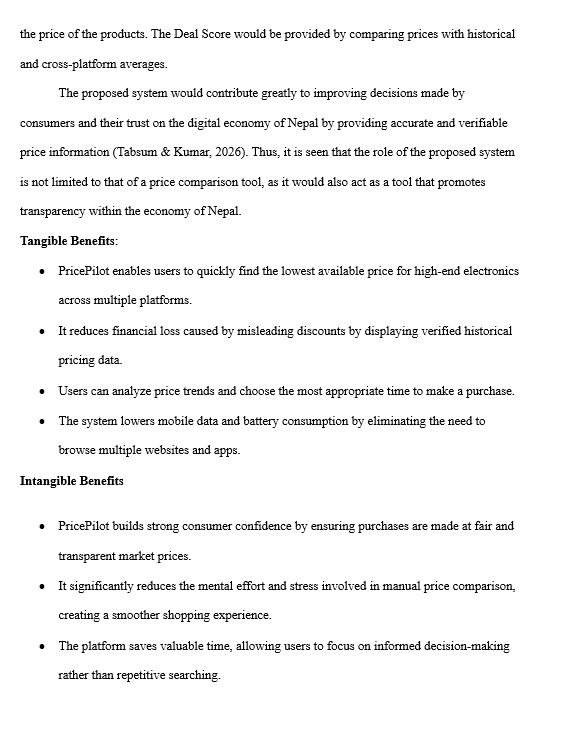 the price of the products. The Deal Score would be provided by comparing prices with historical
and cross-platform averages.
The proposed system would contribute greatly to improving decisions made by
consumers and their trust on the digital economy of Nepal by providing accurate and verifiable
price information (Tabsum & Kumar, 2026). Thus, it is seen that the role of the proposed system
is not limited to that of a price comparison tool, as it would also act as a tool that promotes
transparency within the economy of Nepal.
Tangible Benefits:
• PricePilot enables users to quickly find the lowest available price for high-end electronics
across multiple platforms.
• It reduces financial loss caused by misleading discounts by displaying verified historical
pricing data.
• Users can analyze price trends and choose the most appropriate time to make a purchase.
• The system lowers mobile data and battery consumption by eliminating the need to
browse multiple websites and apps.
Intangible Benefits
• PricePilot builds strong consumer confidence by ensuring purchases are made at fair and
transparent market prices.
• It significantly reduces the mental effort and stress involved in manual price comparison,
creating a smoother shopping experience.
• The platform saves valuable time, allowing users to focus on informed decision-making
rather than repetitive searching.